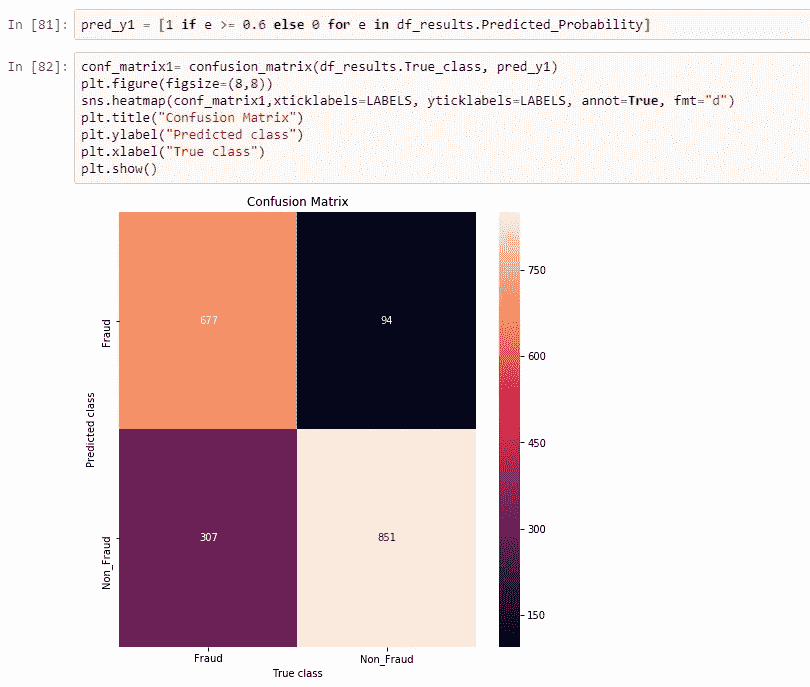 In [81]: pred_y1 = [1 if e >= 0.6 else 0 for e in df_results.Predicted_Probability]
In [82]: conf_matrix1= confusion_matrix(df_results.True_class, pred_y1)
plt.figure(figsize=(8,8))
sns.heatmap(conf_matrix1,xticklabels=LABELS, yticklabels=LABELS, annot=True, fmt="d")
plt.title("Confusion Matrix")
plt.ylabel("Predicted class")
plt.xlabel("True class")
plt.show()
Confusion Matrix
Predicted class
Fraud
677
94
Non_Fraud
307
851
Fraud
Non_Fraud
True class
750
600
450
300
150